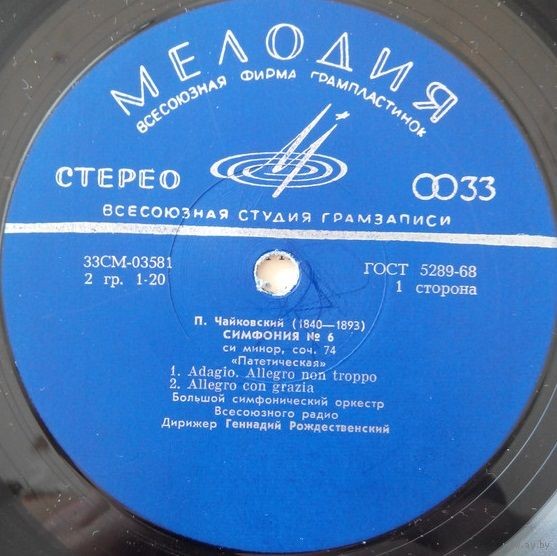 МЕЛОДИЯ
ВСЕСОЮЗНАЯ ФИРМА ГРАМПЛАСТИНОК
СТЕРЕО
33
ВСЕСОЮЗНАЯ СТУДИЯ ГРАМЗАПИСИ
33СМ-03581
ГОСТ 5289-68
2 гр. 1-20
1 сторона
П. Чайковский (1840—1893)
СИМФОНИЯ № 6
си минор, соч. 74
«Патетическая»
1. Adagio. Allegro non troppo
2. Allegro con grazia
Большой симфонический оркестр
Всесоюзного радио
Дирижер Геннадий Рождественский
ay.by